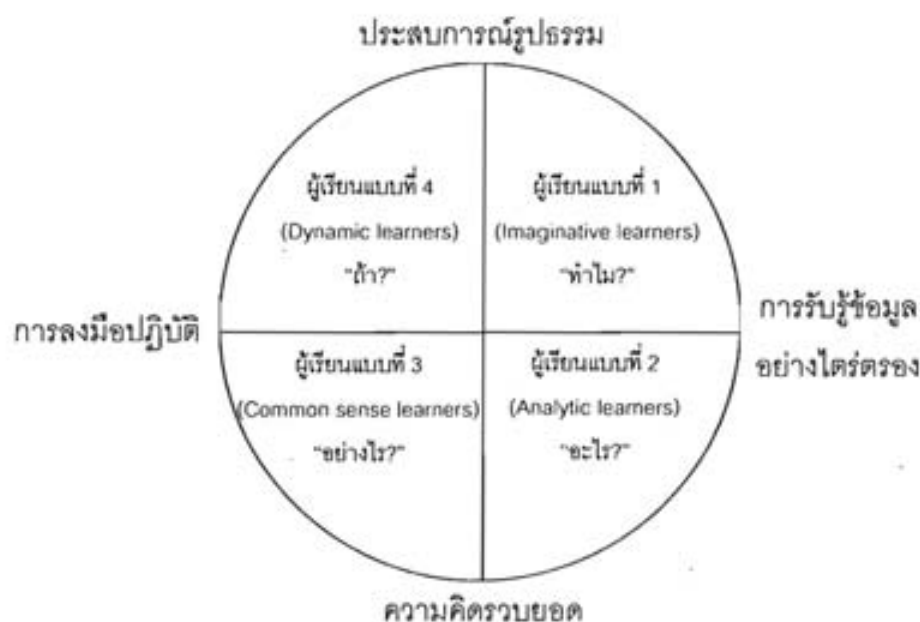 ประสบการณ์รูปธรรม
ผู้เรียนแบบที่ 4
(Dynamic learners)
"ถ้า?"
ผู้เรียนแบบที่ 1
(Imaginative learners)
"ทำไม?"
การลงมือปฏิบัติ
การรับรู้ข้อมูล
อย่างไตร่ตรอง
ผู้เรียนแบบที่ 3
(Common sense learners)
"อย่างไร?"
ผู้เรียนแบบที่ 2
(Analytic learners)
"อะไร?"
ความคิดรวบยอด